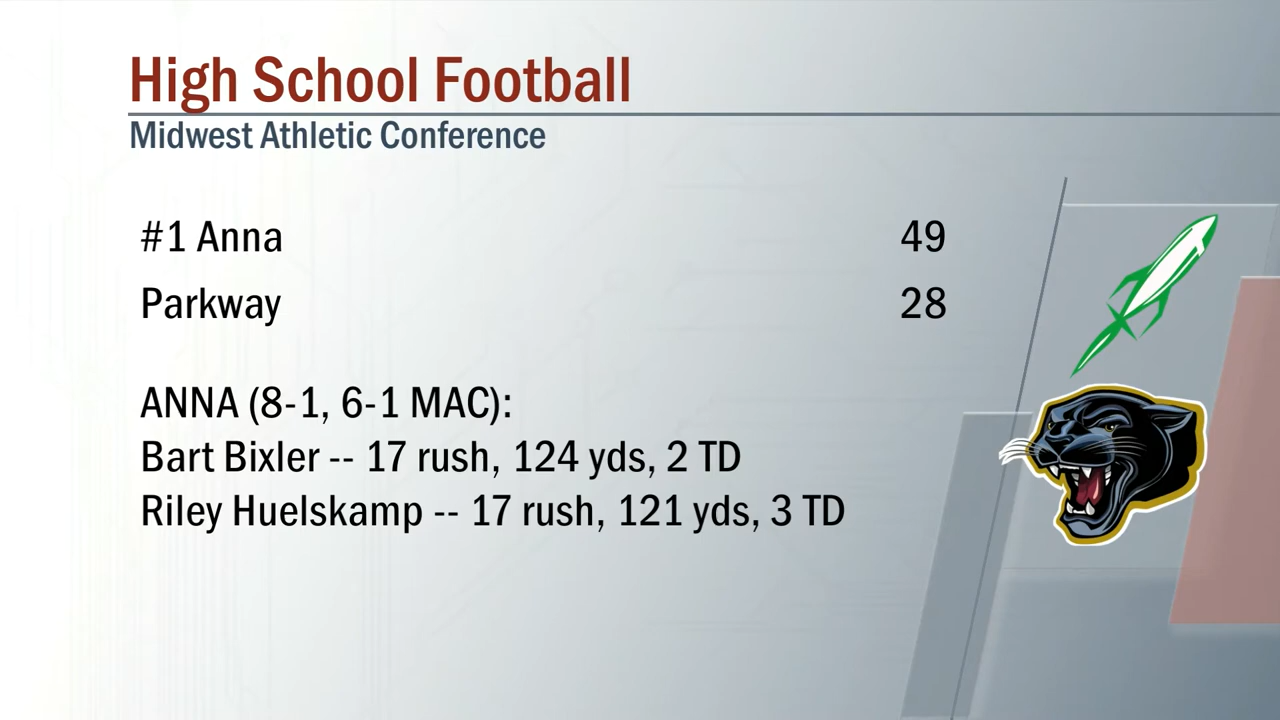 High School Football
Midwest Athletic Conference
#1 Anna 49
Parkway 28
ANNA (8-1, 6-1 MAC):
Bart Bixler -- 17 rush, 124 yds, 2 TD
Riley Huelskamp -- 17 rush, 121 yds, 3 TD